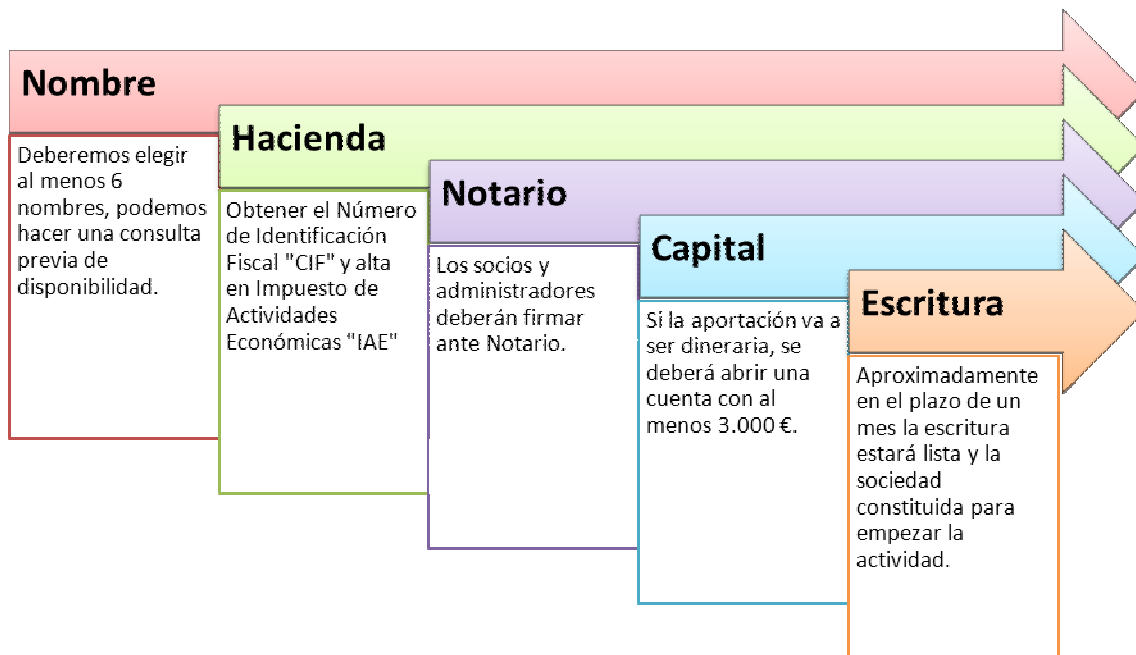 Nombre
Deberemos elegir
al menos 6
nombres, podemos
hacer una consulta
previa de
disponibilidad.
Hacienda
Obtener el Número
de Identificación
Fiscal "CIF" y alta
en Impuesto de
Actividades
Económicas "IAE"
Notario
Los socios y
administradores
deberán firmar
ante Notario.
Capital
Si la aportación va a
ser dineraria, se
deberá abrir una
cuenta con al
menos 3.000 €.
Escritura
Aproximadamente
en el plazo de un
mes la escritura
estará lista y la
sociedad
constituida para
empezar la
actividad.